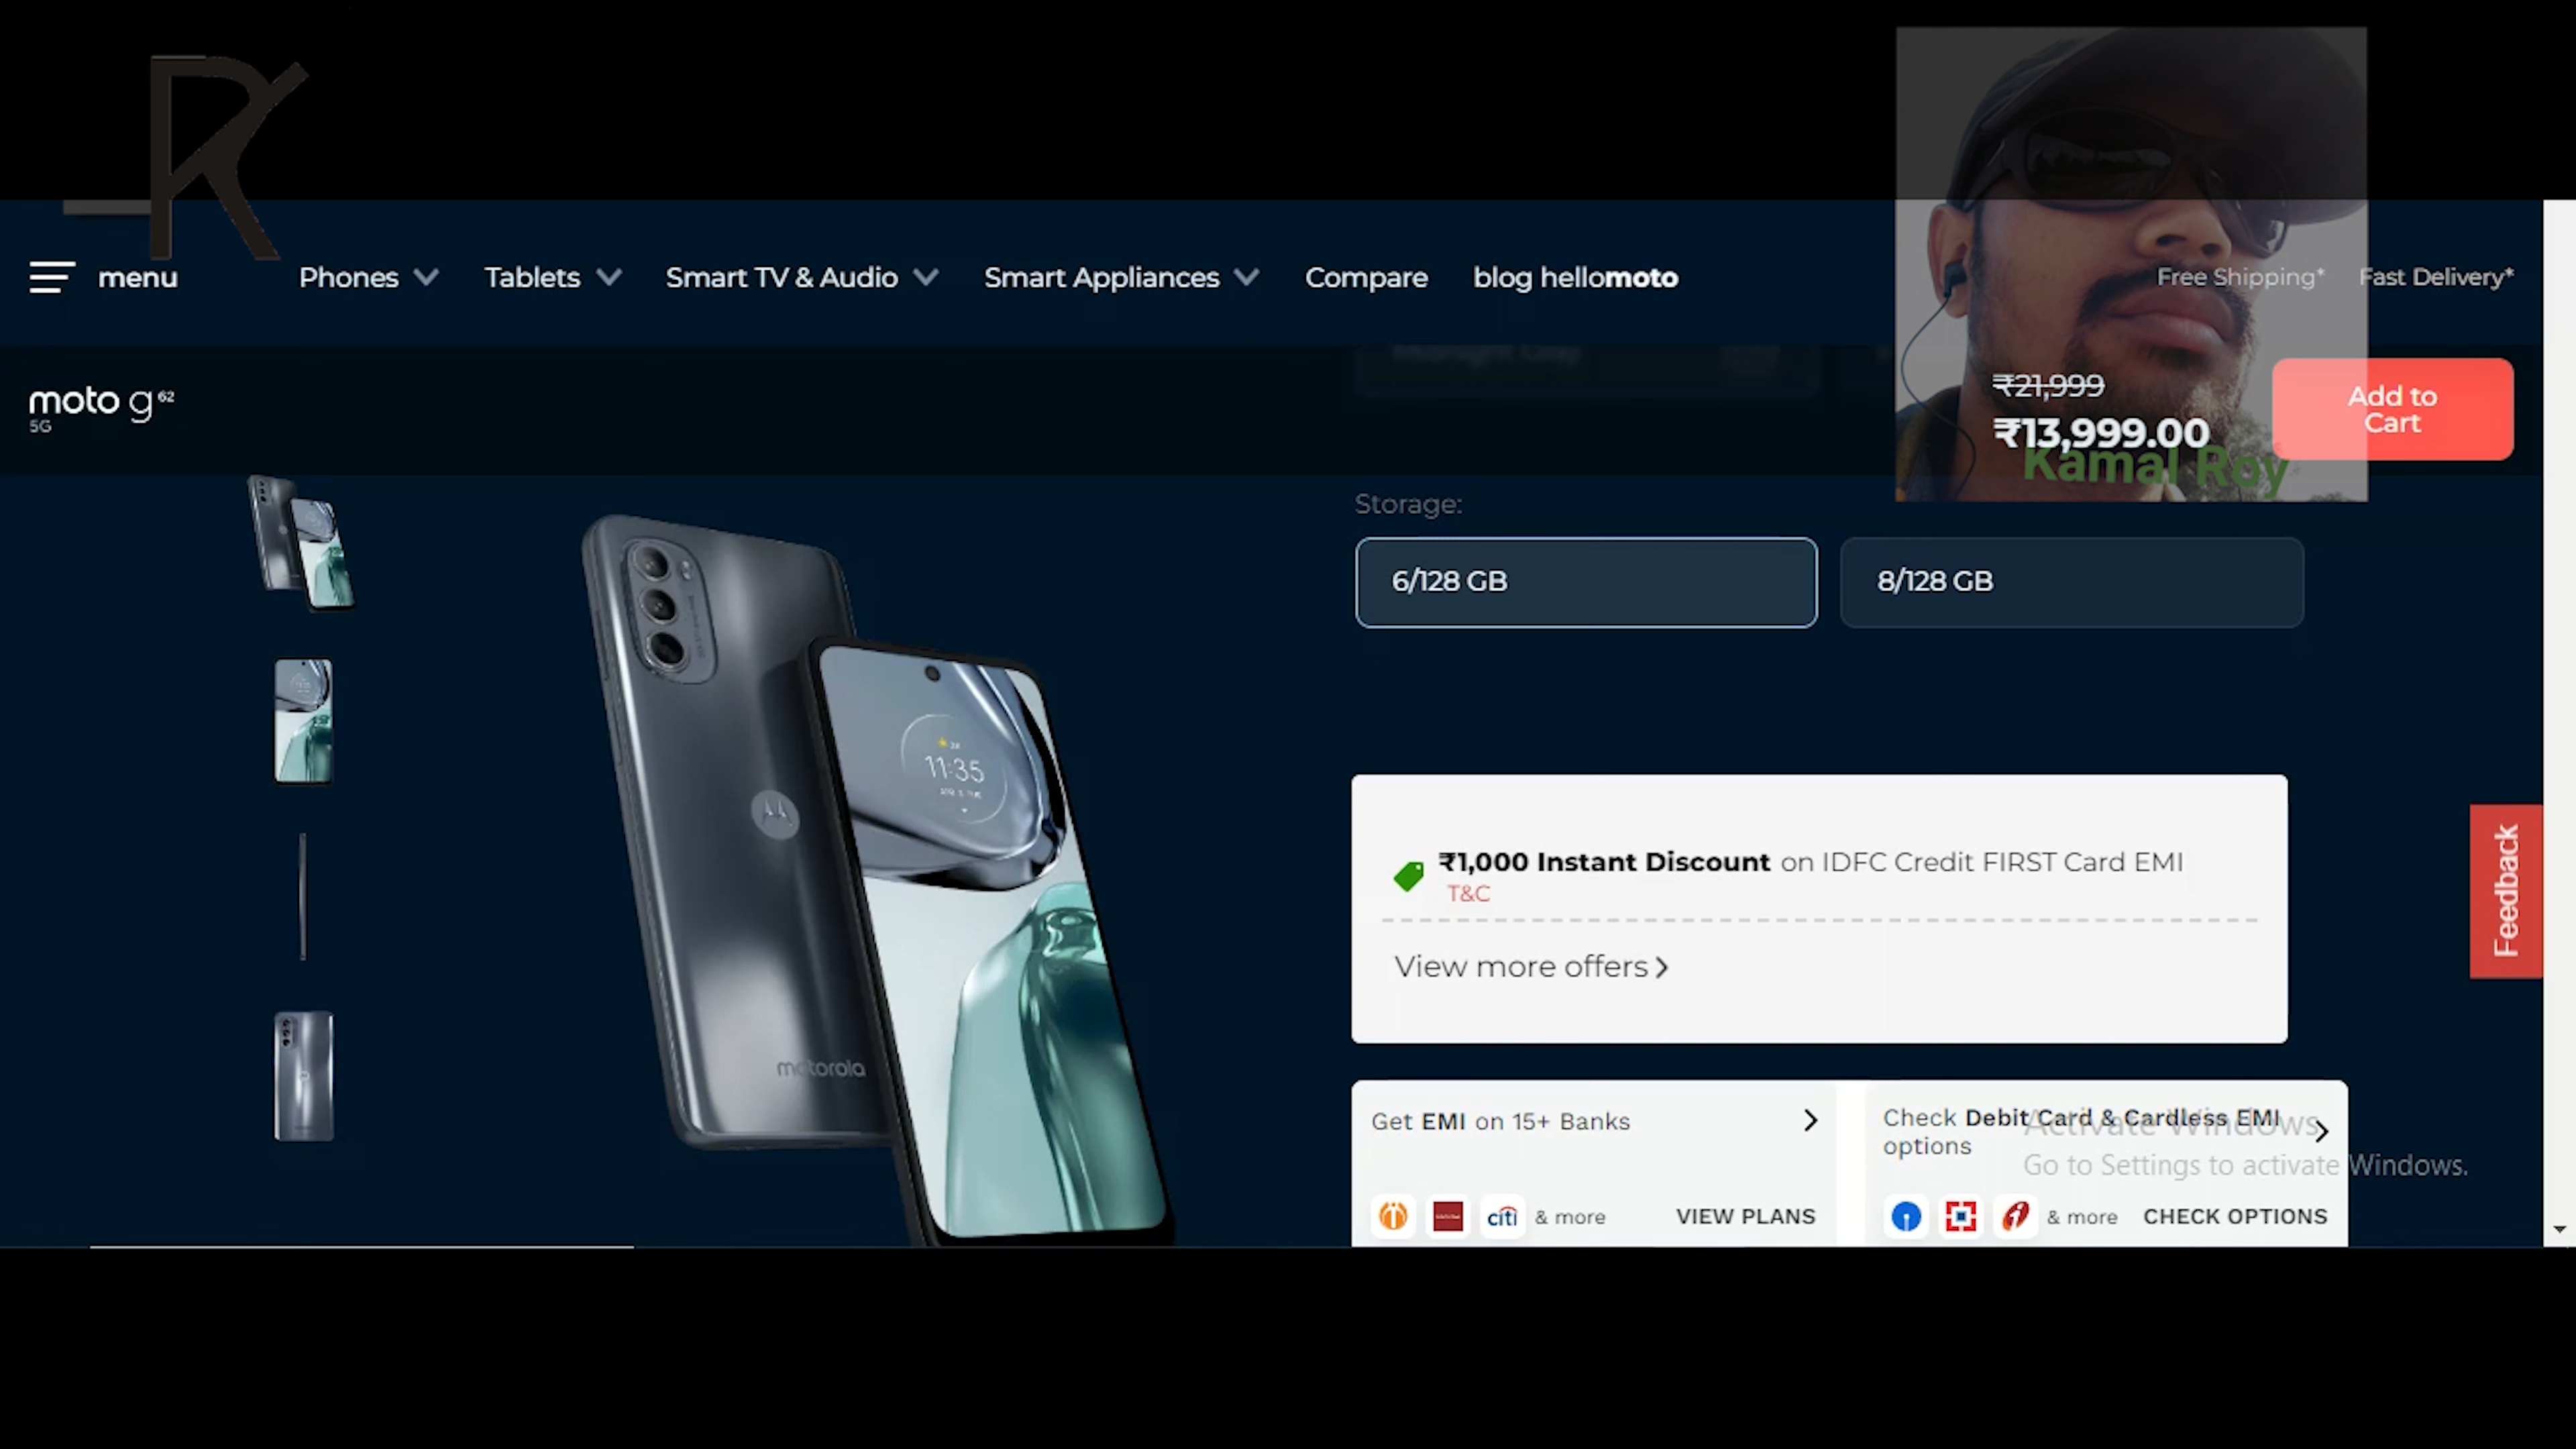 menu
Phones
Tablets
Smart TV & Audio
Smart Appliances
Compare
blog hellomoto
Free Shipping*
Fast Delivery*
moto g62
5G
₹21,999
₹13,999.00
Add to
Cart
Kamal Roy
Storage:
6/128 GB
8/128 GB
11:35
motorola
₹1,000 Instant Discount on IDFC Credit FIRST Card EMI
T&C
View more offers
Feedback
Get EMI on 15+ Banks
Check Debit Card & Cardless EMI
options
Activate Windows
Go to Settings to activate Windows.
citi
& more
VIEW PLANS
& more
CHECK OPTIONS